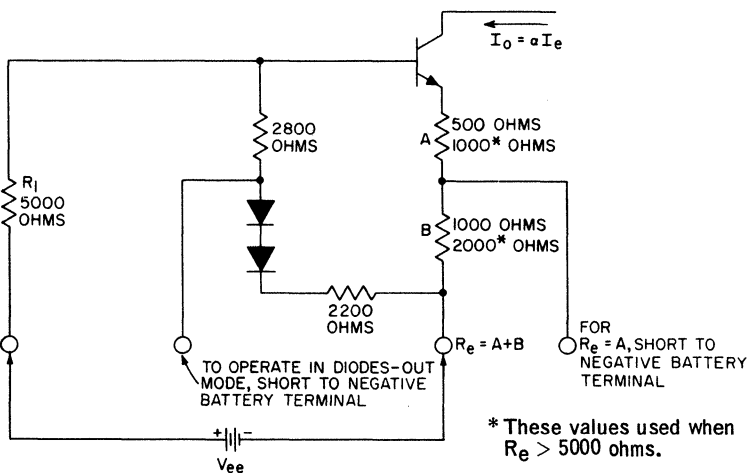 I₀ = αIₑ
2800
OHMS
A
500 OHMS
1000* OHMS
R₁
5000
OHMS
B
1000 OHMS
2000* OHMS
2200
OHMS
Rₑ = A+B
FOR
Rₑ = A, SHORT TO
NEGATIVE BATTERY
TERMINAL
TO OPERATE IN DIODES-OUT
MODE, SHORT TO NEGATIVE
BATTERY TERMINAL
+ -
Vₑₑ
* These values used when
Rₑ > 5000 ohms.